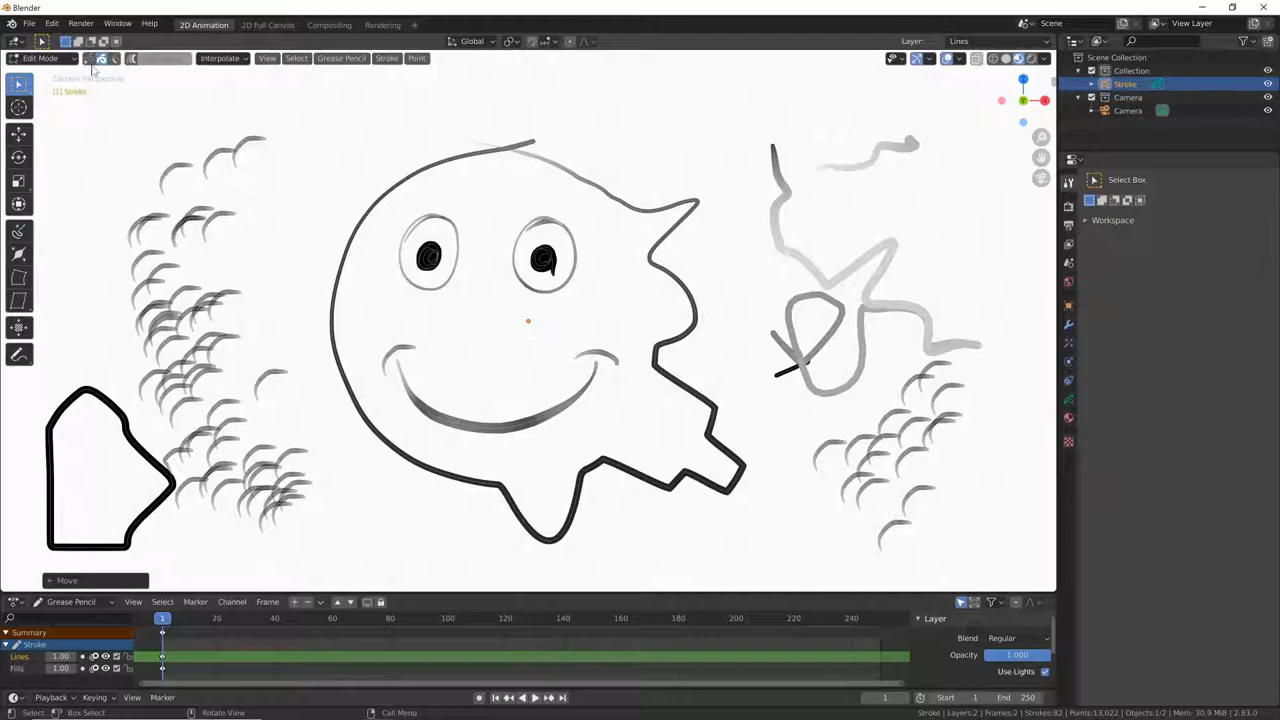 Blender
File Edit Render Window Help 2D Animation 2D Full Canvas Compositing Rendering + Scene View Layer
Global Layer: Lines
Edit Mode Interpolate View Select Grease Pencil Stroke Point
Camera Perspective
(1) Stroke
Scene Collection
Collection
Stroke
Camera
Camera
X
Select Box
Workspace
Move
Grease Pencil View Select Marker Channel Frame
1 20 40 60 80 100 120 140 160 180 200 220 240
Summary
Stroke
Lines 1.00
Fills 1.00
Layer
Blend Regular
Opacity 1.000
Use Lights
Playback Keying View Marker 1 Start 1 End 250
Select Box Select Rotate View Call Menu Stroke | Layers:2 | Frames:2 | Strokes:82 | Points:13,022 | Objects:1/2 | Mem: 30.9 MiB | 2.83.0